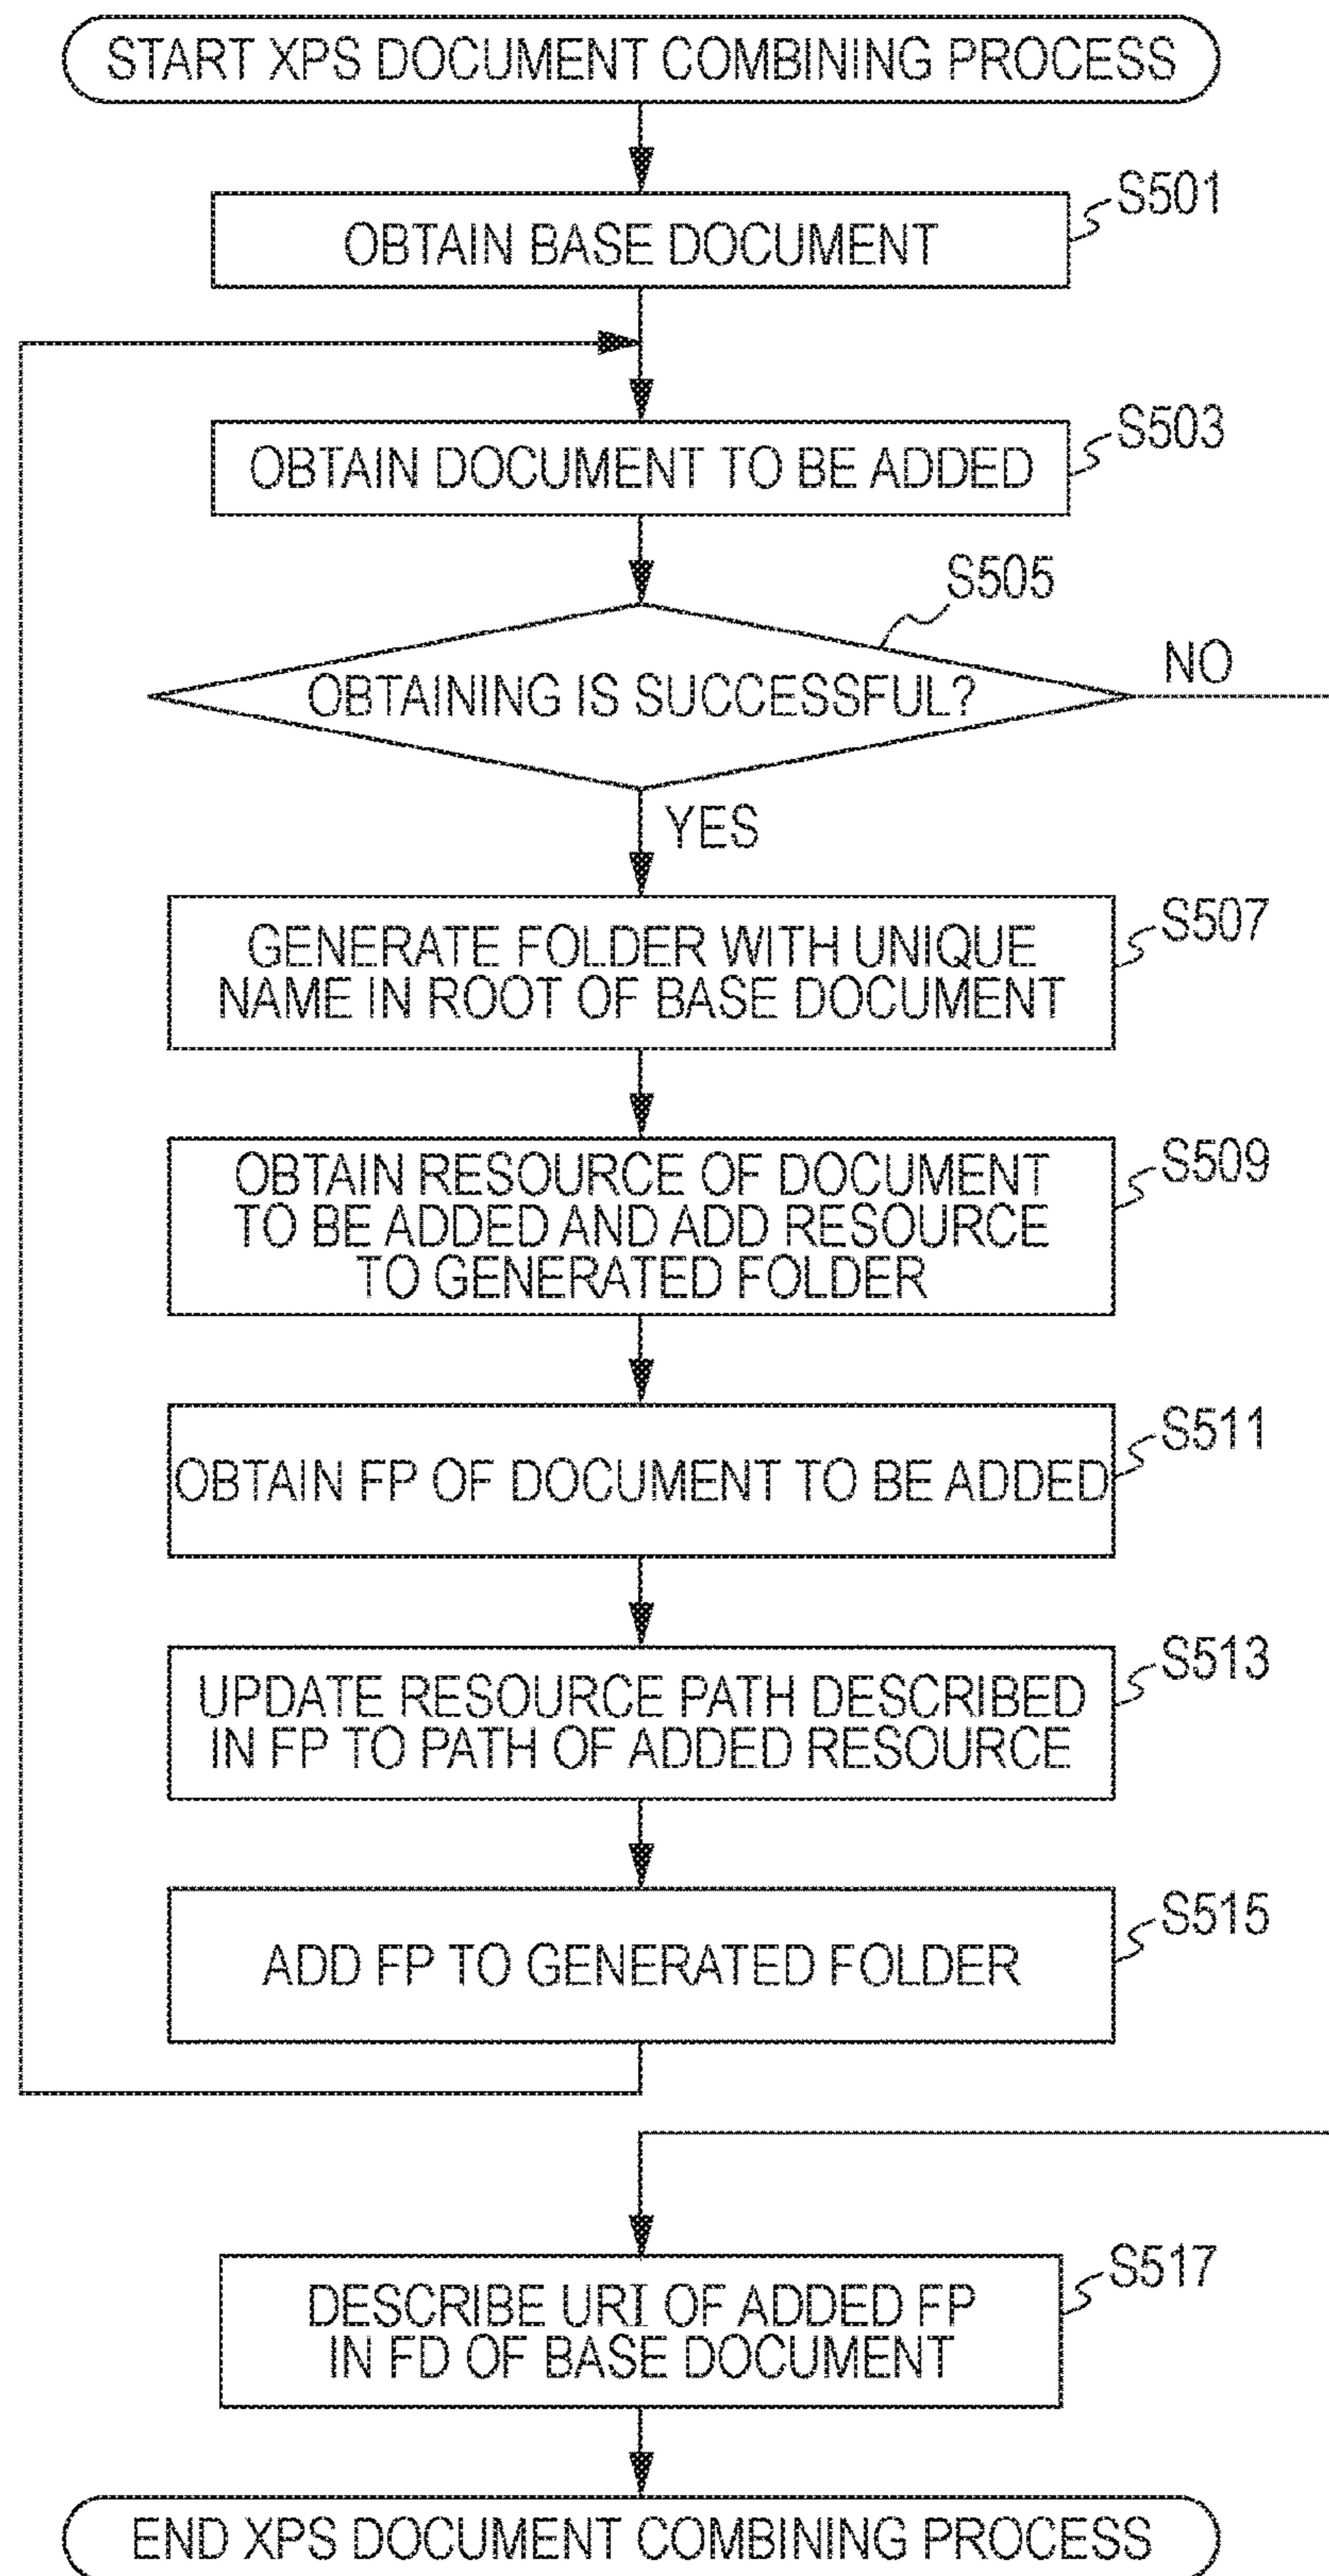 START XPS DOCUMENT COMBINING PROCESS
S501
OBTAIN BASE DOCUMENT
S503
OBTAIN DOCUMENT TO BE ADDED
S505
OBTAINING IS SUCCESSFUL?
NO
YES
S507
GENERATE FOLDER WITH UNIQUE
NAME IN ROOT OF BASE DOCUMENT
S509
OBTAIN RESOURCE OF DOCUMENT
TO BE ADDED AND ADD RESOURCE
TO GENERATED FOLDER
S511
OBTAIN FP OF DOCUMENT TO BE ADDED
S513
UPDATE RESOURCE PATH DESCRIBED
IN FP TO PATH OF ADDED RESOURCE
S515
ADD FP TO GENERATED FOLDER
S517
DESCRIBE URI OF ADDED FP
IN FD OF BASE DOCUMENT
END XPS DOCUMENT COMBINING PROCESS